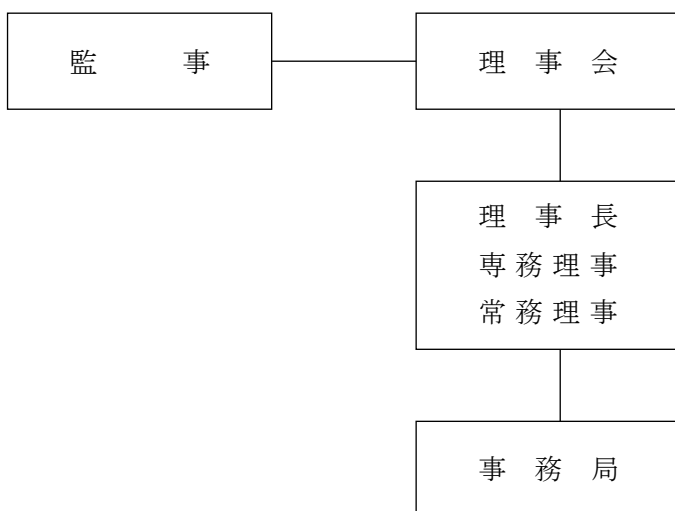 監事
理事会
理事長
専務理事
常務理事
事務局